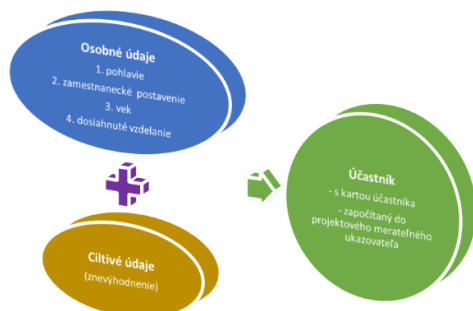 Osobné údaje
1. pohlavie
2. zamestnanecké postavenie
3. vek
4. dosiahnuté vzdelanie
Ciltivé údaje
(znevýhodnenie)
Účastník
- s kartou účastníka
- započítaný do
projektového merateľného
ukazovateľa